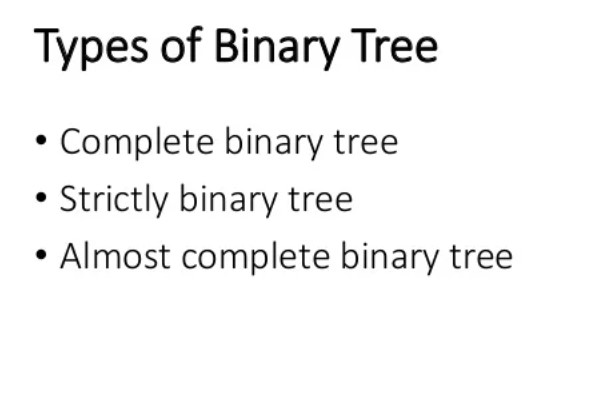 Types of Binary Tree
• Complete binary tree
• Strictly binary tree
• Almost complete binary tree